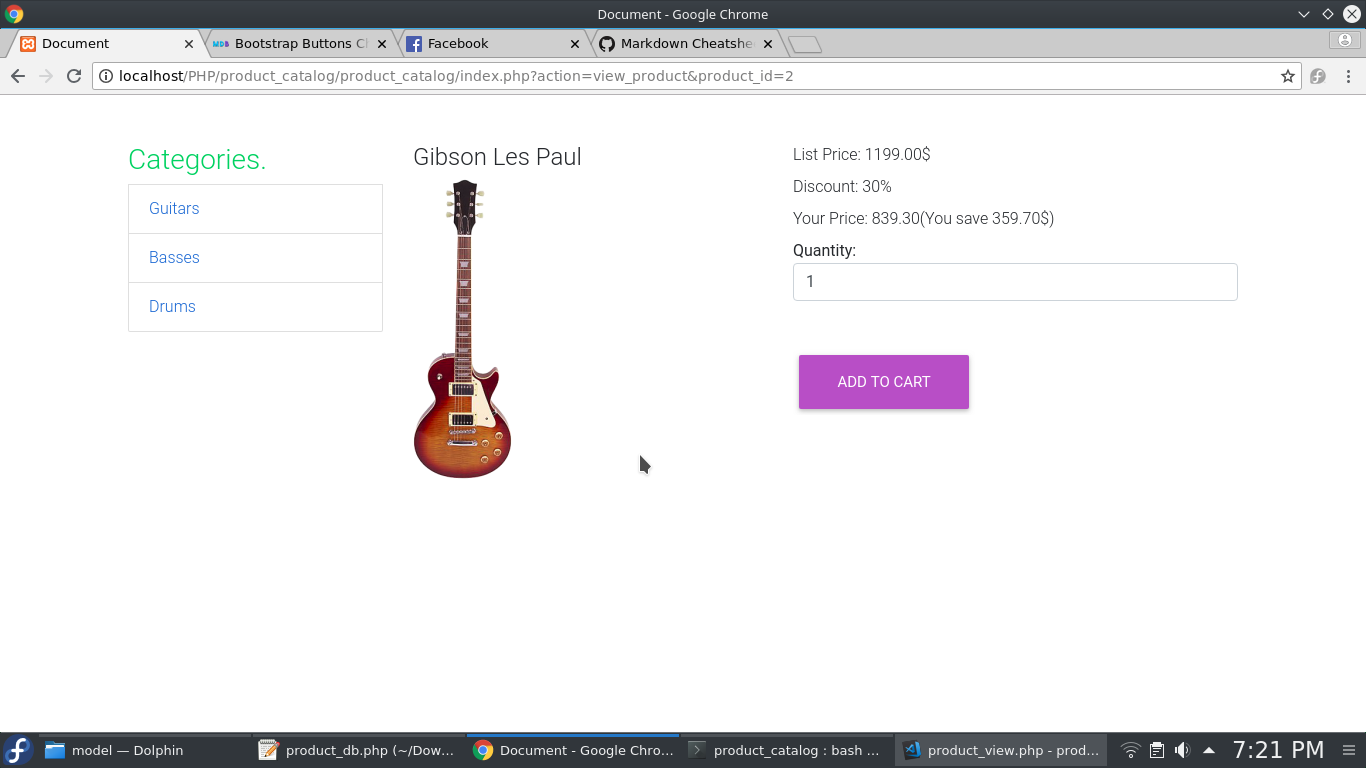 Document - Google Chrome
Document
MDB Bootstrap Buttons C
Facebook
Markdown Cheatshe
localhost/PHP/product_catalog/product_catalog/index.php?action=view_product&product_id=2
Categories.
Guitars
Basses
Drums
Gibson Les Paul
List Price: 1199.00$
Discount: 30%
Your Price: 839.30(You save 359.70$)
Quantity:
1
ADD TO CART
model — Dolphin
product_db.php (~/Dow...
Document - Google Chro...
product_catalog : bash ...
product_view.php - prod...
7:21 PM